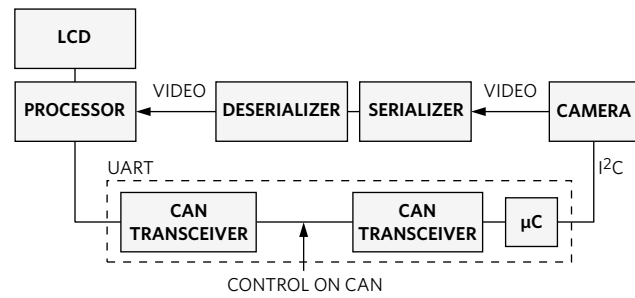 LCD
VIDEO
VIDEO
PROCESSOR
DESERIALIZER
SERIALIZER
CAMERA
UART
I²C
CAN
TRANSCEIVER
CAN
TRANSCEIVER
µC
CONTROL ON CAN